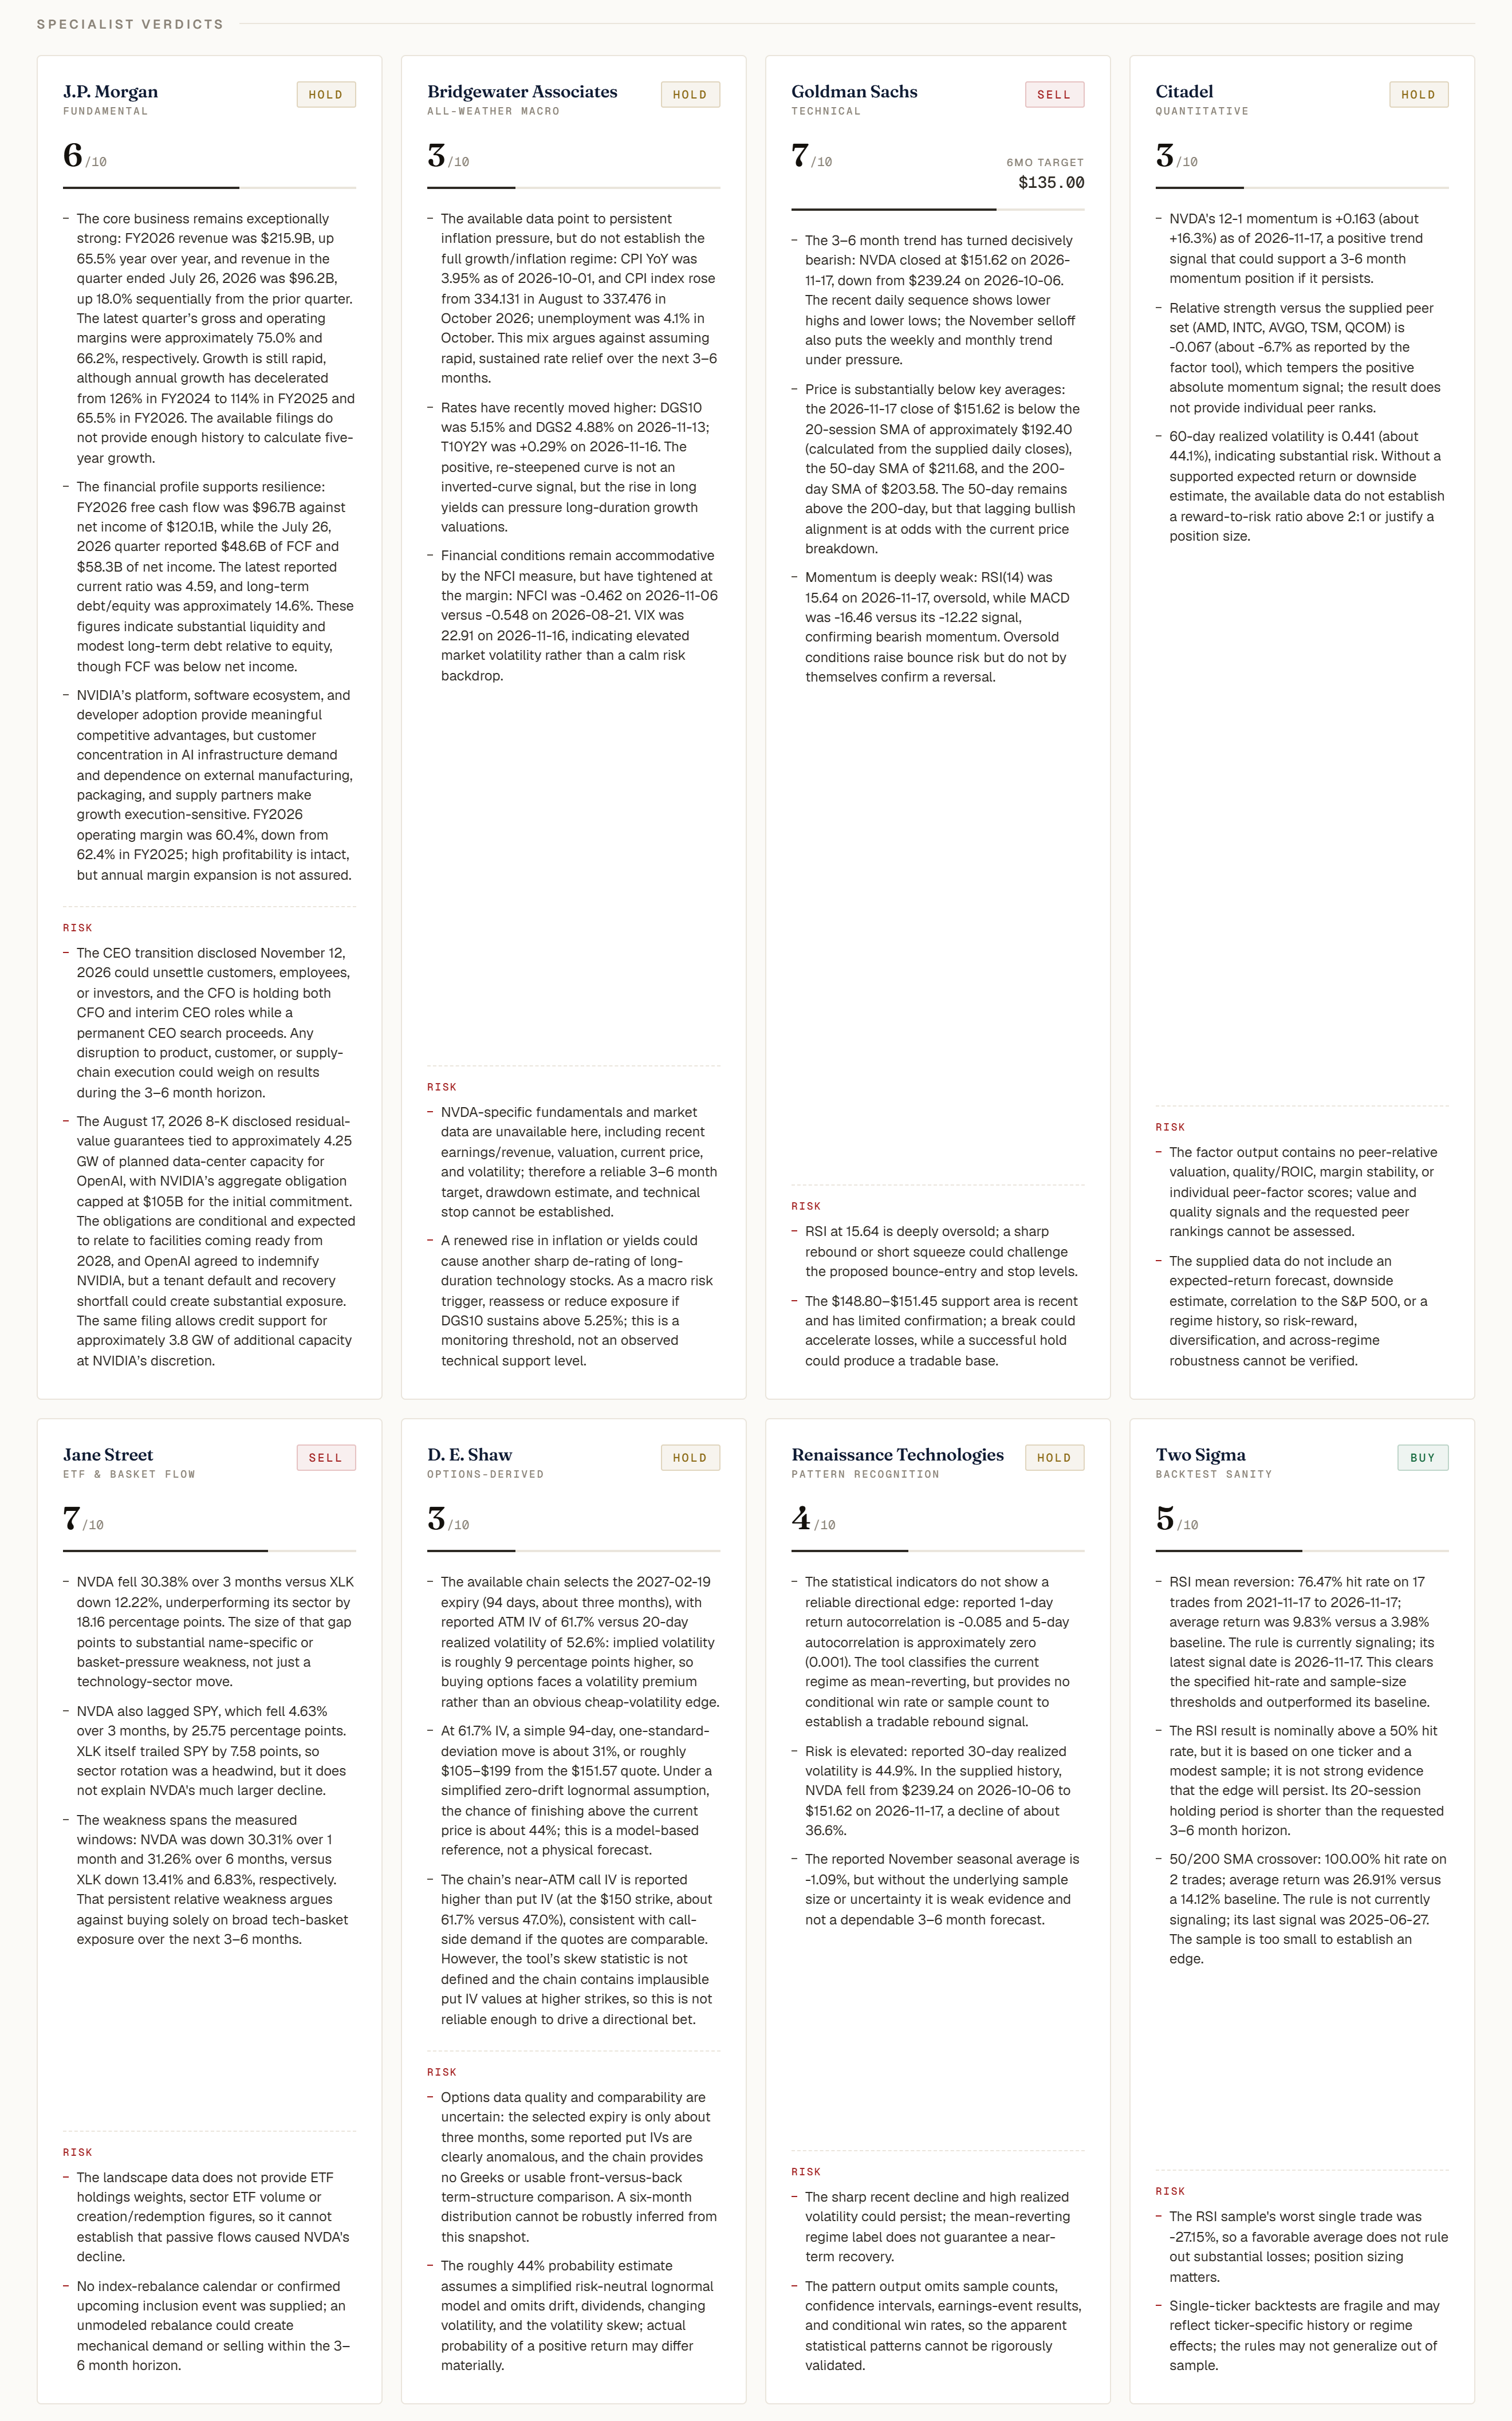 SPECIALIST VERDICTS
J.P. Morgan
HOLD
FUNDAMENTAL
6/10
– The core business remains exceptionally
strong: FY2026 revenue was $215.9B, up
65.5% year over year, and revenue in the
quarter ended July 26, 2026 was $96.2B,
up 18.0% sequentially from the prior quarter.
The latest quarter’s gross and operating
margins were approximately 75.0% and
66.2%, respectively. Growth is still rapid,
although annual growth has decelerated
from 126% in FY2024 to 114% in FY2025 and
65.5% in FY2026. The available filings do
not provide enough history to calculate five-
year growth.
– The financial profile supports resilience:
FY2026 free cash flow was $96.7B against
net income of $120.1B, while the July 26,
2026 quarter reported $48.6B of FCF and
$58.3B of net income. The latest reported
current ratio was 4.59, and long-term
debt/equity was approximately 14.6%. These
figures indicate substantial liquidity and
modest long-term debt relative to equity,
though FCF was below net income.
– NVIDIA’s platform, software ecosystem, and
developer adoption provide meaningful
competitive advantages, but customer
concentration in AI infrastructure demand
and dependence on external manufacturing,
packaging, and supply partners make
growth execution-sensitive. FY2026
operating margin was 60.4%, down from
62.4% in FY2025; high profitability is intact,
but annual margin expansion is not assured.
RISK
– The CEO transition disclosed November 12,
2026 could unsettle customers, employees,
or investors, and the CFO is holding both
CFO and interim CEO roles while a
permanent CEO search proceeds. Any
disruption to product, customer, or supply-
chain execution could weigh on results
during the 3–6 month horizon.
– The August 17, 2026 8-K disclosed residual-
value guarantees tied to approximately 4.25
GW of planned data-center capacity for
OpenAI, with NVIDIA’s aggregate obligation
capped at $105B for the initial commitment.
The obligations are conditional and expected
to relate to facilities coming ready from
2028, and OpenAI agreed to indemnify
NVIDIA, but a tenant default and recovery
shortfall could create substantial exposure.
The same filing allows credit support for
approximately 3.8 GW of additional capacity
at NVIDIA’s discretion.
Bridgewater Associates
HOLD
ALL-WEATHER MACRO
3/10
– The available data point to persistent
inflation pressure, but do not establish the
full growth/inflation regime: CPI YoY was
3.95% as of 2026-10-01, and CPI index rose
from 334.131 in August to 337.476 in
October 2026; unemployment was 4.1% in
October. This mix argues against assuming
rapid, sustained rate relief over the next 3–6
months.
– Rates have recently moved higher: DGS10
was 5.15% and DGS2 4.88% on 2026-11-13;
T10Y2Y was +0.29% on 2026-11-16. The
positive, re-steepened curve is not an
inverted-curve signal, but the rise in long
yields can pressure long-duration growth
valuations.
– Financial conditions remain accommodative
by the NFCI measure, but have tightened at
the margin: NFCI was -0.462 on 2026-11-06
versus -0.548 on 2026-08-21. VIX was
22.91 on 2026-11-16, indicating elevated
market volatility rather than a calm risk
backdrop.
RISK
– NVDA-specific fundamentals and market
data are unavailable here, including recent
earnings/revenue, valuation, current price,
and volatility; therefore a reliable 3–6 month
target, drawdown estimate, and technical
stop cannot be established.
– A renewed rise in inflation or yields could
cause another sharp de-rating of long-
duration technology stocks. As a macro risk
trigger, reassess or reduce exposure if
DGS10 sustains above 5.25%; this is a
monitoring threshold, not an observed
technical support level.
Goldman Sachs
SELL
TECHNICAL
7/10
6MO TARGET
$135.00
– The 3–6 month trend has turned decisively
bearish: NVDA closed at $151.62 on 2026-
11-17, down from $239.24 on 2026-10-06.
The recent daily sequence shows lower
highs and lower lows; the November selloff
also puts the weekly and monthly trend
under pressure.
– Price is substantially below key averages:
the 2026-11-17 close of $151.62 is below the
20-session SMA of approximately $192.40
(calculated from the supplied daily closes),
the 50-day SMA of $211.68, and the 200-
day SMA of $203.58. The 50-day remains
above the 200-day, but that lagging bullish
alignment is at odds with the current price
breakdown.
– Momentum is deeply weak: RSI(14) was
15.64 on 2026-11-17, oversold, while MACD
was -16.46 versus its -12.22 signal,
confirming bearish momentum. Oversold
conditions raise bounce risk but do not by
themselves confirm a reversal.
RISK
– RSI at 15.64 is deeply oversold; a sharp
rebound or short squeeze could challenge
the proposed bounce-entry and stop levels.
– The $148.80–$151.45 support area is recent
and has limited confirmation; a break could
accelerate losses, while a successful hold
could produce a tradable base.
Citadel
HOLD
QUANTITATIVE
3/10
– NVDA's 12-1 momentum is +0.163 (about
+16.3%) as of 2026-11-17, a positive trend
signal that could support a 3-6 month
momentum position if it persists.
– Relative strength versus the supplied peer
set (AMD, INTC, AVGO, TSM, QCOM) is
-0.067 (about -6.7% as reported by the
factor tool), which tempers the positive
absolute momentum signal; the result does
not provide individual peer ranks.
– 60-day realized volatility is 0.441 (about
44.1%), indicating substantial risk. Without a
supported expected return or downside
estimate, the available data do not establish
a reward-to-risk ratio above 2:1 or justify a
position size.
RISK
– The factor output contains no peer-relative
valuation, quality/ROIC, margin stability, or
individual peer-factor scores; value and
quality signals and the requested peer
rankings cannot be assessed.
– The supplied data do not include an
expected-return forecast, downside
estimate, correlation to the S&P 500, or a
regime history, so risk-reward,
diversification, and across-regime
robustness cannot be verified.
Jane Street
SELL
ETF & BASKET FLOW
7/10
– NVDA fell 30.38% over 3 months versus XLK
down 12.22%, underperforming its sector by
18.16 percentage points. The size of that gap
points to substantial name-specific or
basket-pressure weakness, not just a
technology-sector move.
– NVDA also lagged SPY, which fell 4.63%
over 3 months, by 25.75 percentage points.
XLK itself trailed SPY by 7.58 points, so
sector rotation was a headwind, but it does
not explain NVDA's much larger decline.
– The weakness spans the measured
windows: NVDA was down 30.31% over 1
month and 31.26% over 6 months, versus
XLK down 13.41% and 6.83%, respectively.
That persistent relative weakness argues
against buying solely on broad tech-basket
exposure over the next 3–6 months.
RISK
– The landscape data does not provide ETF
holdings weights, sector ETF volume or
creation/redemption figures, so it cannot
establish that passive flows caused NVDA's
decline.
– No index-rebalance calendar or confirmed
upcoming inclusion event was supplied; an
unmodeled rebalance could create
mechanical demand or selling within the 3–
6 month horizon.
D. E. Shaw
HOLD
OPTIONS-DERIVED
3/10
– The available chain selects the 2027-02-19
expiry (94 days, about three months), with
reported ATM IV of 61.7% versus 20-day
realized volatility of 52.6%: implied volatility
is roughly 9 percentage points higher, so
buying options faces a volatility premium
rather than an obvious cheap-volatility edge.
– At 61.7% IV, a simple 94-day, one-standard-
deviation move is about 31%, or roughly
$105–$199 from the $151.57 quote. Under a
simplified zero-drift lognormal assumption,
the chance of finishing above the current
price is about 44%; this is a model-based
reference, not a physical forecast.
– The chain’s near-ATM call IV is reported
higher than put IV (at the $150 strike, about
61.7% versus 47.0%), consistent with call-
side demand if the quotes are comparable.
However, the tool’s skew statistic is not
defined and the chain contains implausible
put IV values at higher strikes, so this is not
reliable enough to drive a directional bet.
RISK
– Options data quality and comparability are
uncertain: the selected expiry is only about
three months, some reported put IVs are
clearly anomalous, and the chain provides
no Greeks or usable front-versus-back
term-structure comparison. A six-month
distribution cannot be robustly inferred from
this snapshot.
– The roughly 44% probability estimate
assumes a simplified risk-neutral lognormal
model and omits drift, dividends, changing
volatility, and the volatility skew; actual
probability of a positive return may differ
materially.
Renaissance Technologies
HOLD
PATTERN RECOGNITION
4/10
– The statistical indicators do not show a
reliable directional edge: reported 1-day
return autocorrelation is -0.085 and 5-day
autocorrelation is approximately zero
(0.001). The tool classifies the current
regime as mean-reverting, but provides no
conditional win rate or sample count to
establish a tradable rebound signal.
– Risk is elevated: reported 30-day realized
volatility is 44.9%. In the supplied history,
NVDA fell from $239.24 on 2026-10-06 to
$151.62 on 2026-11-17, a decline of about
36.6%.
– The reported November seasonal average is
-1.09%, but without the underlying sample
size or uncertainty it is weak evidence and
not a dependable 3–6 month forecast.
RISK
– The sharp recent decline and high realized
volatility could persist; the mean-reverting
regime label does not guarantee a near-
term recovery.
– The pattern output omits sample counts,
confidence intervals, earnings-event results,
and conditional win rates, so the apparent
statistical patterns cannot be rigorously
validated.
Two Sigma
BUY
BACKTEST SANITY
5/10
– RSI mean reversion: 76.47% hit rate on 17
trades from 2021-11-17 to 2026-11-17;
average return was 9.83% versus a 3.98%
baseline. The rule is currently signaling; its
latest signal date is 2026-11-17. This clears
the specified hit-rate and sample-size
thresholds and outperformed its baseline.
– The RSI result is nominally above a 50% hit
rate, but it is based on one ticker and a
modest sample; it is not strong evidence
that the edge will persist. Its 20-session
holding period is shorter than the requested
3–6 month horizon.
– 50/200 SMA crossover: 100.00% hit rate on
2 trades; average return was 26.91% versus
a 14.12% baseline. The rule is not currently
signaling; its last signal was 2025-06-27.
The sample is too small to establish an
edge.
RISK
– The RSI sample's worst single trade was
-27.15%, so a favorable average does not rule
out substantial losses; position sizing
matters.
– Single-ticker backtests are fragile and may
reflect ticker-specific history or regime
effects; the rules may not generalize out of
sample.